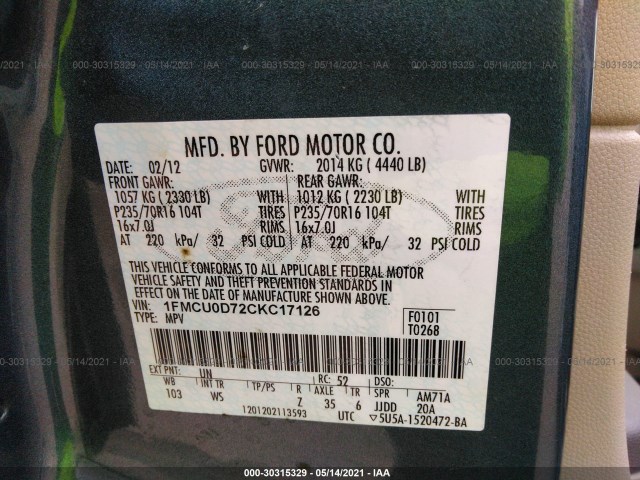 000-30315329 - 05/14/2021 - IAA
MFD. BY FORD MOTOR CO.
DATE: 02/12 GVWR: 2014 KG ( 4440 LB)
FRONT GAWR: REAR GAWR:
1057 KG ( 2330 LB) WITH 1012 KG ( 2230 LB) WITH
P235/70R16 104T TIRES P235/70R16 104T TIRES
16x7.0J RIMS 16x7.0J RIMS
AT 220 kPa/ 32 PSI COLD AT 220 kPa/ 32 PSI COLD
THIS VEHICLE CONFORMS TO ALL APPLICABLE FEDERAL MOTOR
VEHICLE SAFETY AND THEFT PREVENTION STANDARDS IN
EFFECT ON THE DATE OF MANUFACTURE SHOWN ABOVE.
VIN: 1FMCU0D72CKC17126 F0101
TYPE: MPV T0268
EXT PNT: UN RC: 52 DSO:
WB INT TR TP/PS R AXLE TR SPR AM71A
103 WS Z 35 6 JJDD 20A
1201202113593 UTC ▽5U5A-1520472-BA
000-30315329 - 05/14/2021 - IAA